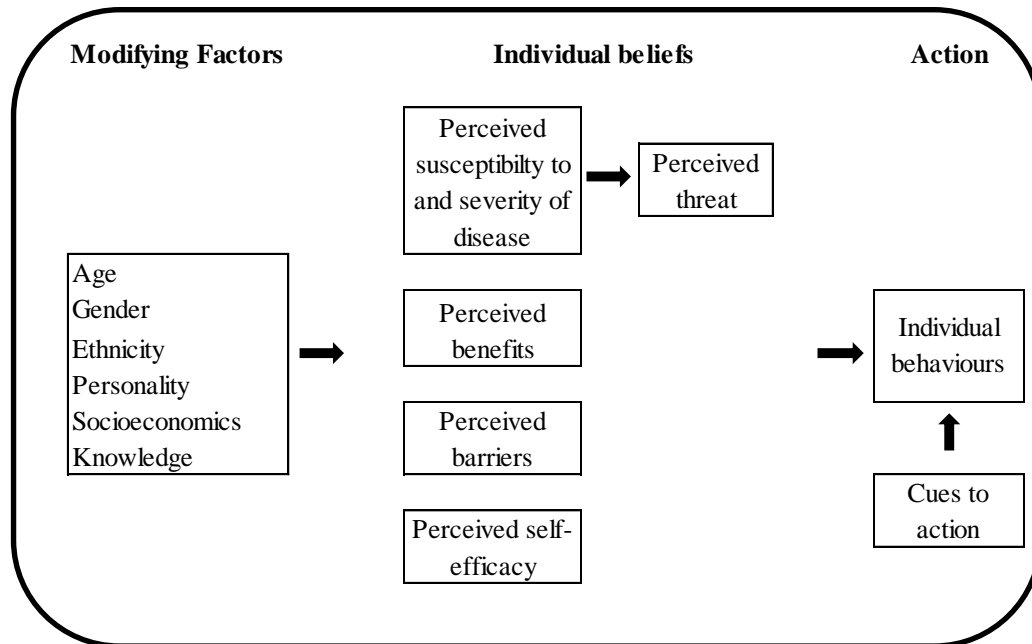 Modifying Factors
Individual beliefs
Action
Perceived
susceptibilty to
and severity of
disease
Perceived
threat
Age
Gender
Ethnicity
Personality
Socioeconomics
Knowledge
Perceived
benefits
Perceived
barriers
Perceived self-
efficacy
Individual
behaviours
Cues to
action